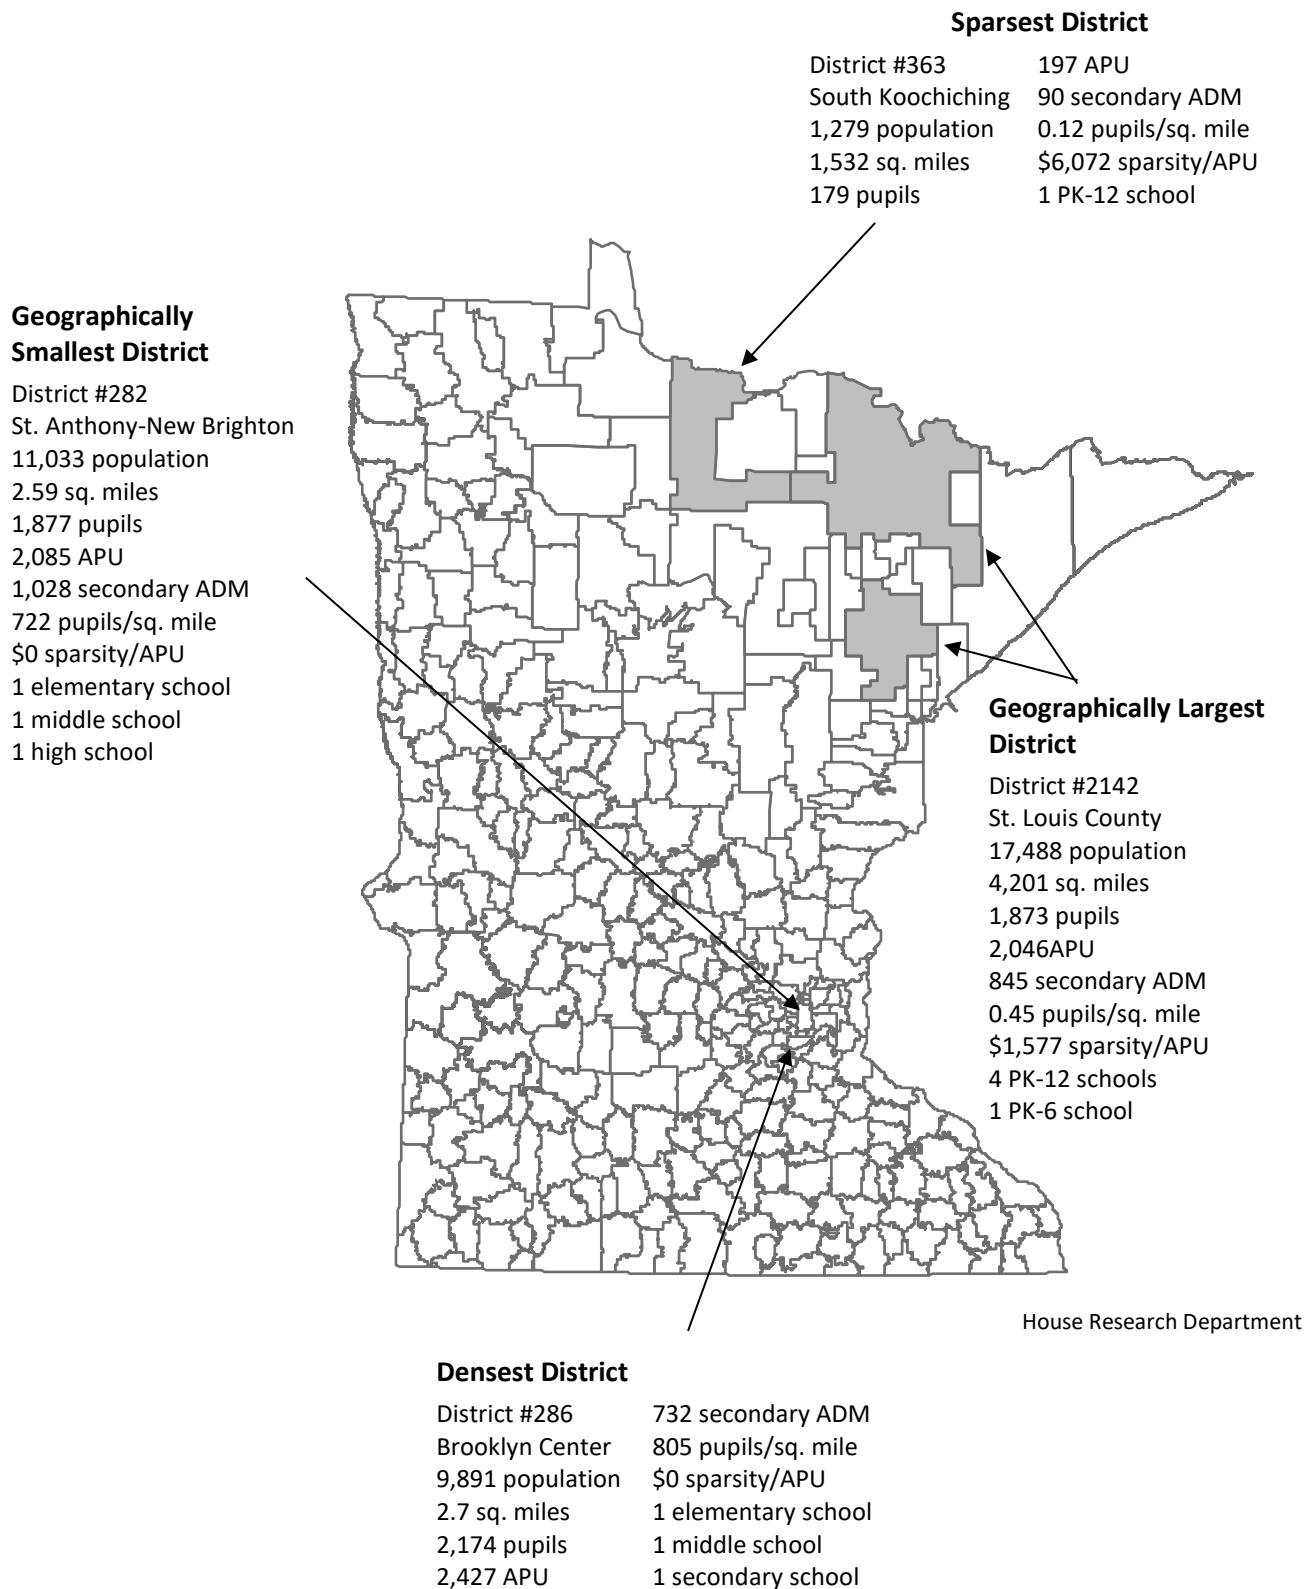 Sparsest District
District #363
South Koochiching
1,279 population
1,532 sq. miles
179 pupils
197 APU
90 secondary ADM
0.12 pupils/sq. mile
$6,072 sparsity/APU
1 PK-12 school
Geographically
Smallest District
District #282
St. Anthony-New Brighton
11,033 population
2.59 sq. miles
1,877 pupils
2,085 APU
1,028 secondary ADM
722 pupils/sq. mile
$0 sparsity/APU
1 elementary school
1 middle school
1 high school
Geographically Largest
District
District #2142
St. Louis County
17,488 population
4,201 sq. miles
1,873 pupils
2,046APU
845 secondary ADM
0.45 pupils/sq. mile
$1,577 sparsity/APU
4 PK-12 schools
1 PK-6 school
House Research Department
Densest District
District #286
Brooklyn Center
9,891 population
2.7 sq. miles
2,174 pupils
2,427 APU
732 secondary ADM
805 pupils/sq. mile
$0 sparsity/APU
1 elementary school
1 middle school
1 secondary school